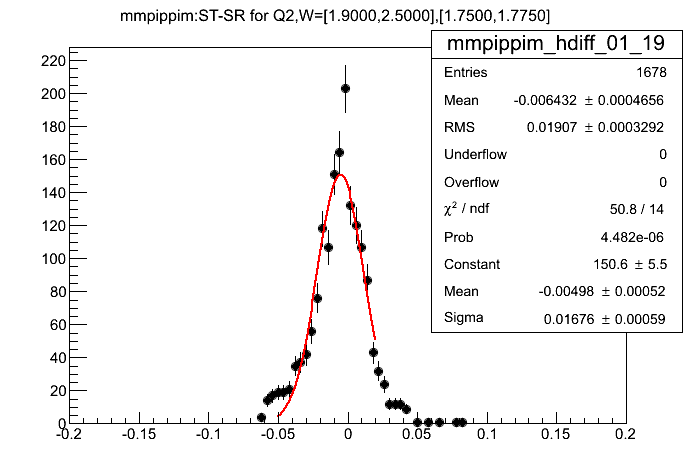 mmpippim:ST-SR for Q2,W=[1.9000,2.5000],[1.7500,1.7750]
mmpippim_hdiff_01_19
Entries 1678
Mean -0.006432 ± 0.0004656
RMS 0.01907 ± 0.0003292
Underflow 0
Overflow 0
χ² / ndf 50.8 / 14
Prob 4.482e-06
Constant 150.6 ± 5.5
Mean -0.00498 ± 0.00052
Sigma 0.01676 ± 0.00059
220
200
180
160
140
120
100
80
60
40
20
0
-0.2 -0.15 -0.1 -0.05 0 0.05 0.1 0.15 0.2